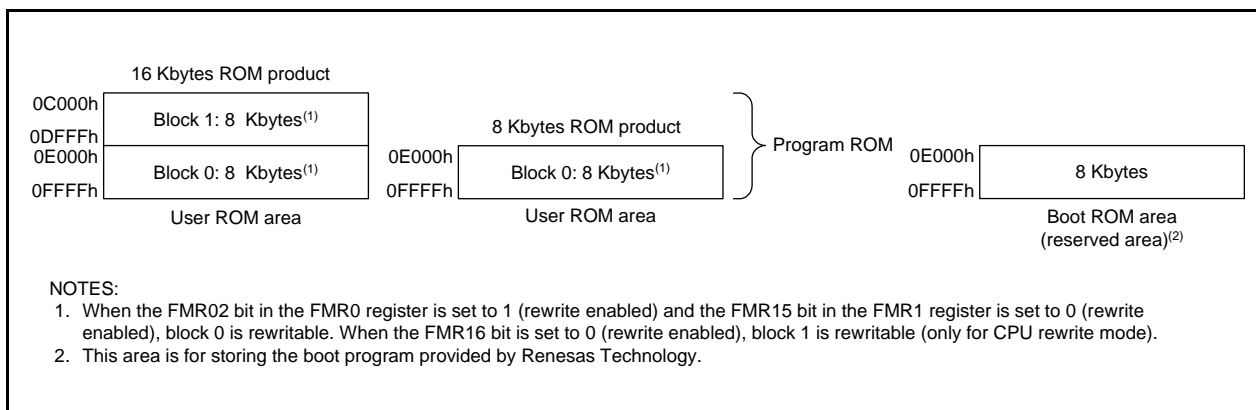 16 Kbytes ROM product
0C000h
Block 1: 8 Kbytes(1)
0DFFFh
0E000h
Block 0: 8 Kbytes(1)
0FFFFh
User ROM area
8 Kbytes ROM product
0E000h
Block 0: 8 Kbytes(1)
0FFFFh
User ROM area
Program ROM
0E000h
8 Kbytes
0FFFFh
Boot ROM area
(reserved area)(2)
NOTES:
1. When the FMR02 bit in the FMR0 register is set to 1 (rewrite enabled) and the FMR15 bit in the FMR1 register is set to 0 (rewrite
enabled), block 0 is rewritable. When the FMR16 bit is set to 0 (rewrite enabled), block 1 is rewritable (only for CPU rewrite mode).
2. This area is for storing the boot program provided by Renesas Technology.